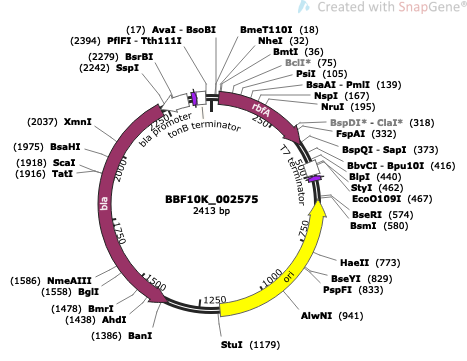 Created with SnapGene®
(17) AvaI - BsoBI
(2394) PfIFI - Tth111I
(2279) BsrBI
(2242) SspI
(2037) XmnI
(1975) BsaHI
(1918) ScaI
(1916) TatI
(1586) NmeAIII
(1558) BglI
(1478) BmrI
(1438) AhdI
(1386) BanI
BmeT110I (18)
NheI (32)
BmtI (36)
BclI* (75)
PsiI (105)
BsaAI - PmlI (139)
NspI (167)
NruI (195)
BspDI* - ClaI* (318)
FspAI (332)
BspQI - SapI (373)
BbvCI - Bpu10I (416)
BlpI (440)
StyI (462)
EcoO109I (467)
BseRI (574)
BsmI (580)
HaeII (773)
BseYI (829)
PspFI (833)
AlwNI (941)
StuI (1179)
rbfA
T7 terminator
tonB terminator
bla promoter
bla
ori
250
500
750
1000
1250
1500
1750
2000
2250
BBF10K_002575
2413 bp